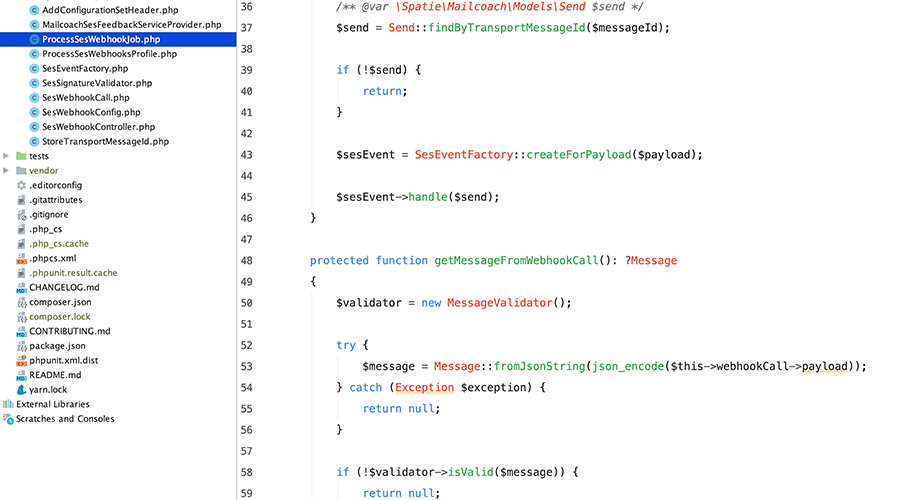 AddConfigurationSetHeader.php
MailcoachSesFeedbackServiceProvider.php
ProcessSesWebhookJob.php
ProcessSesWebhooksProfile.php
SesEventFactory.php
SesSignatureValidator.php
SesWebhookCall.php
SesWebhookConfig.php
SesWebhookController.php
StoreTransportMessageId.php
tests
vendor
.editorconfig
.gitattributes
.gitignore
.php_cs
.php_cs.cache
.phpcs.xml
.phpunit.result.cache
CHANGELOG.md
composer.json
composer.lock
CONTRIBUTING.md
package.json
phpunit.xml.dist
README.md
yarn.lock
External Libraries
Scratches and Consoles
36 /** @var \Spatie\Mailcoach\Models\Send $send */
37 $send = Send::findByTransportMessageId($messageId);
38
39 if (!$send) {
40 return;
41 }
42
43 $sesEvent = SesEventFactory::createForPayload($payload);
44
45 $sesEvent->handle($send);
46 }
47
48 protected function getMessageFromWebhookCall(): ?Message
49 {
50 $validator = new MessageValidator();
51
52 try {
53 $message = Message::fromJsonString(json_encode($this->webhookCall->payload));
54 } catch (Exception $exception) {
55 return null;
56 }
57
58 if (!$validator->isValid($message)) {
59 return null;